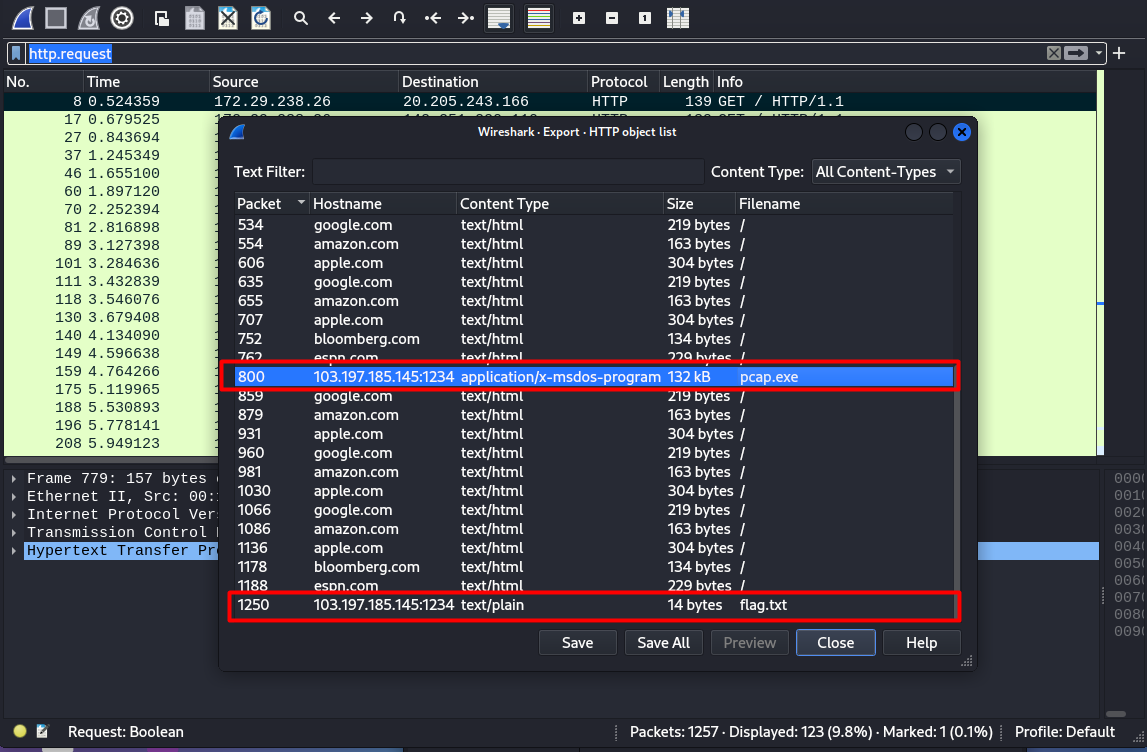 http.request
No. Time Source Destination Protocol Length Info
8 0.524359 172.29.238.26 20.205.243.166 HTTP 139 GET / HTTP/1.1
17 0.679525
27 0.843694
37 1.245349
46 1.655100
60 1.897120
70 2.252394
81 2.816898
89 3.127398
101 3.284636
111 3.432839
118 3.546076
130 3.679408
140 4.134090
149 4.596638
159 4.764266
175 5.119965
188 5.530893
196 5.778141
208 5.949123
Wireshark · Export · HTTP object list
Text Filter: Content Type: All Content-Types
Packet Hostname Content Type Size Filename
534 google.com text/html 219 bytes /
554 amazon.com text/html 163 bytes /
606 apple.com text/html 304 bytes /
635 google.com text/html 219 bytes /
655 amazon.com text/html 163 bytes /
707 apple.com text/html 304 bytes /
752 bloomberg.com text/html 134 bytes /
762 espn.com text/html 229 bytes /
800 103.197.185.145:1234 application/x-msdos-program 132 kB pcap.exe
859 google.com text/html 219 bytes /
879 amazon.com text/html 163 bytes /
931 apple.com text/html 304 bytes /
960 google.com text/html 219 bytes /
981 amazon.com text/html 163 bytes /
1030 apple.com text/html 304 bytes /
1066 google.com text/html 219 bytes /
1086 amazon.com text/html 163 bytes /
1136 apple.com text/html 304 bytes /
1178 bloomberg.com text/html 134 bytes /
1188 espn.com text/html 229 bytes /
1250 103.197.185.145:1234 text/plain 14 bytes flag.txt
Save Save All Preview Close Help
Frame 779: 157 bytes
Ethernet II, Src: 00:
Internet Protocol Ver
Transmission Control
Hypertext Transfer Pr
0000
0010
0020
0030
0040
0050
0060
0070
0080
0090
Request: Boolean
Packets: 1257 · Displayed: 123 (9.8%) · Marked: 1 (0.1%)
Profile: Default